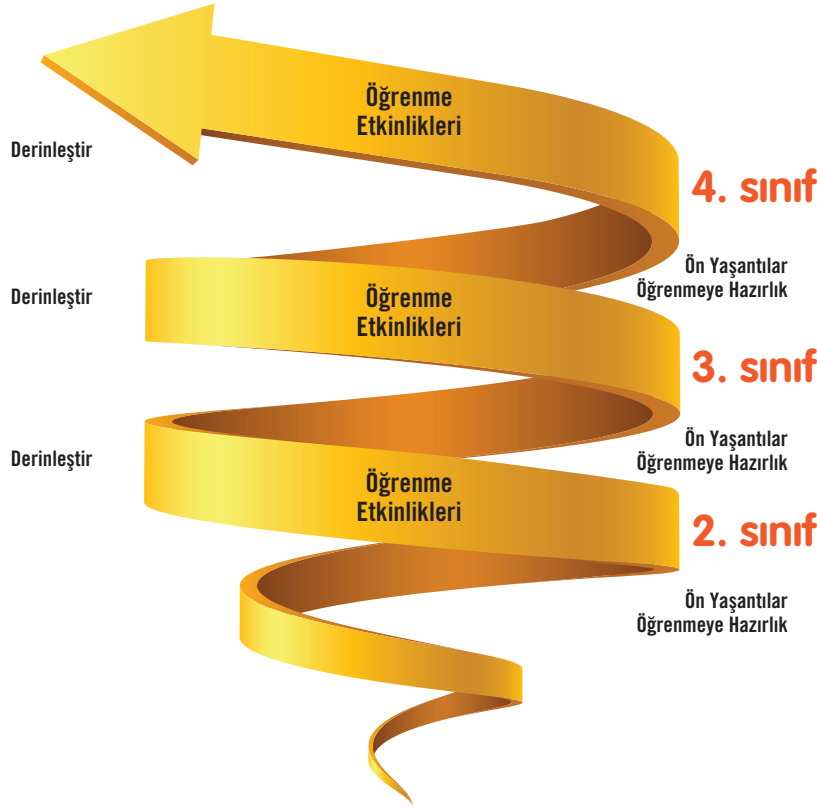 Öğrenme
Etkinlikleri
Derinleştir
4. sınıf
Ön Yaşantılar
Öğrenmeye Hazırlık
Derinleştir
Öğrenme
Etkinlikleri
3. sınıf
Ön Yaşantılar
Öğrenmeye Hazırlık
Derinleştir
Öğrenme
Etkinlikleri
2. sınıf
Ön Yaşantılar
Öğrenmeye Hazırlık